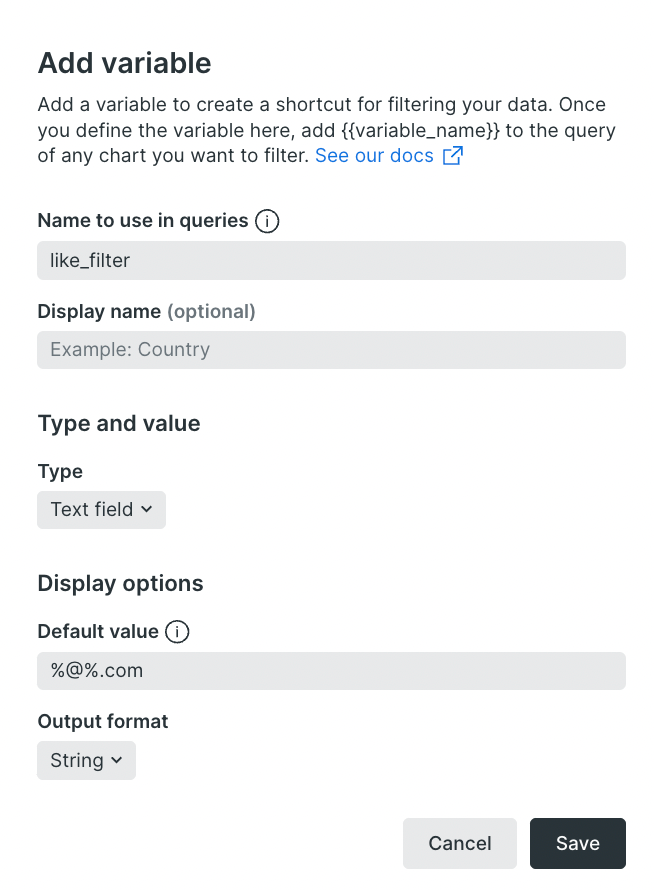 Add variable
Add a variable to create a shortcut for filtering your data. Once
you define the variable here, add {{variable_name}} to the query
of any chart you want to filter. See our docs
Name to use in queries
like_filter
Display name (optional)
Example: Country
Type and value
Type
Text field
Display options
Default value
%@%.com
Output format
String
Cancel Save